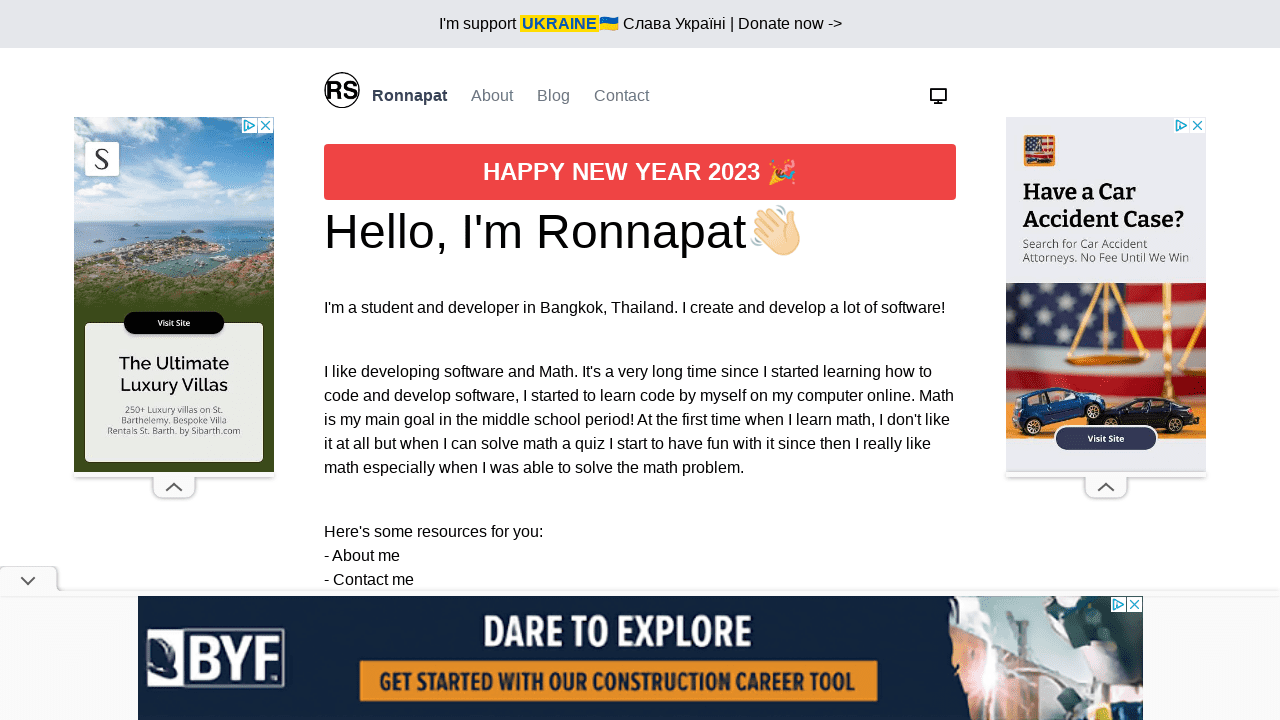 I'm support UKRAINE 🇺🇦 Слава Україні | Donate now ->
RS Ronnapat About Blog Contact
HAPPY NEW YEAR 2023 🎉
Hello, I'm Ronnapat👋🏻
I'm a student and developer in Bangkok, Thailand. I create and develop a lot of software!
I like developing software and Math. It's a very long time since I started learning how to
code and develop software, I started to learn code by myself on my computer online. Math
is my main goal in the middle school period! At the first time when I learn math, I don't like
it at all but when I can solve math a quiz I start to have fun with it since then I really like
math especially when I was able to solve the math problem.
Here's some resources for you:
- About me
- Contact me
S
Visit Site
The Ultimate
Luxury Villas
250+ Luxury villas on St.
Barthelemy. Bespoke Villa
Rentals St. Barth. by Sibarth.com
Have a Car
Accident Case?
Search for Car Accident
Attorneys. No Fee Until We Win
Visit Site
BYF
DARE TO EXPLORE
GET STARTED WITH OUR CONSTRUCTION CAREER TOOL